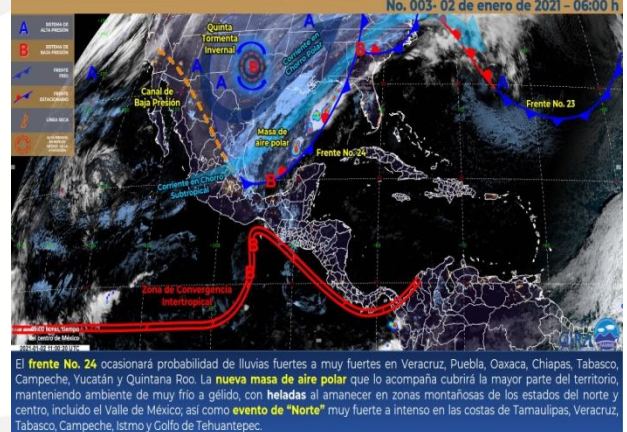 No. 003- 02 de enero de 2021 – 06:00 h
A
SISTEMA DE
ALTA PRESIÓN
B
SISTEMA DE
BAJA PRESIÓN
FRENTE
FRÍO
FRENTE
ESTACIONARIO
LÍNEA SECA
Quinta
Tormenta
Invernal
Corriente en
Chorro Polar
Canal de
Baja Presión
Masa de
aire polar
Frente No. 24
Frente No. 23
Corriente en Chorro
Subtropical
Zona de Convergencia
Intertropical
El frente No. 24 ocasionará probabilidad de lluvias fuertes a muy fuertes en Veracruz, Puebla, Oaxaca, Chiapas, Tabasco,
Campeche, Yucatán y Quintana Roo. La nueva masa de aire polar que lo acompaña cubrirá la mayor parte del territorio,
manteniendo ambiente de muy frío a gélido, con heladas al amanecer en zonas montañosas de los estados del norte y
centro, incluido el Valle de México; así como evento de “Norte” muy fuerte a intenso en las costas de Tamaulipas, Veracruz,
Tabasco, Campeche, Istmo y Golfo de Tehuantepec.